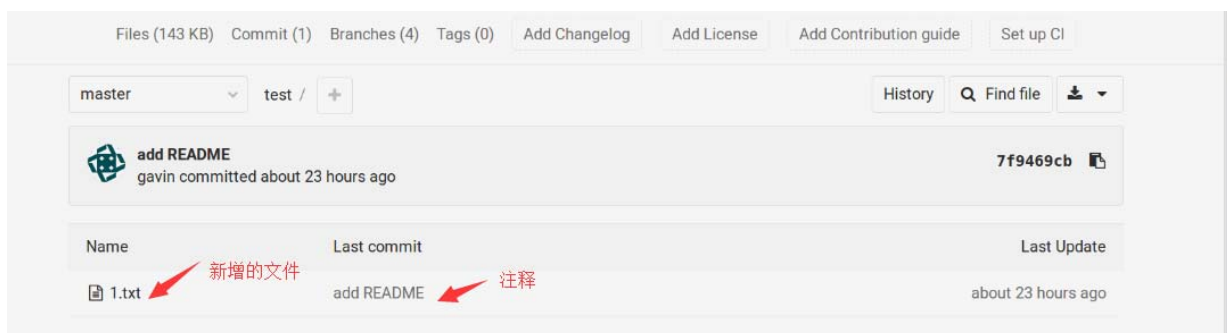 Files (143 KB) Commit (1) Branches (4) Tags (0) Add Changelog Add License Add Contribution guide Set up CI
master test / + History Find file
add README
gavin committed about 23 hours ago
7f9469cb
Name Last commit Last Update
新增的文件
注释
1.txt add README about 23 hours ago